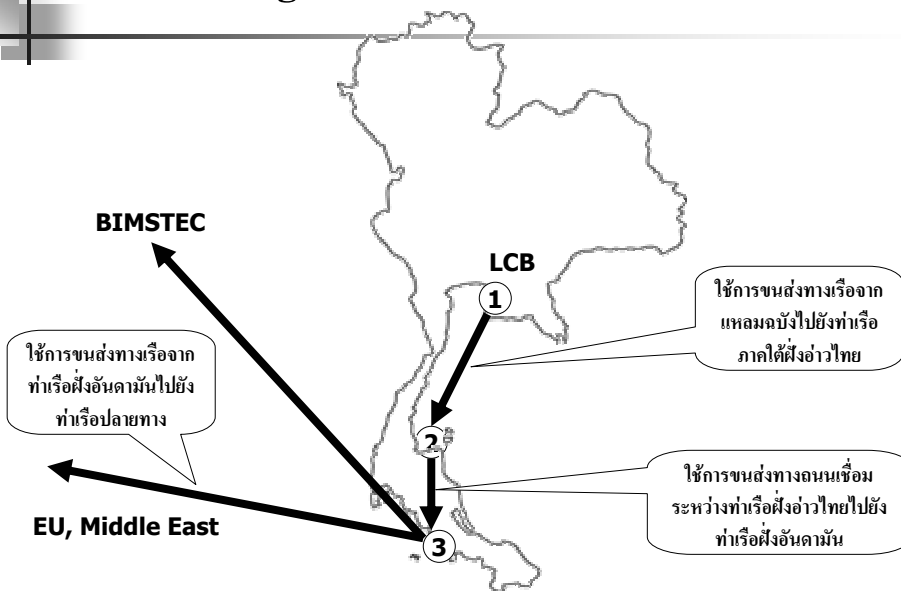 BIMSTEC
LCB
1
ใช้การขนส่งทางเรือจาก
แหลมฉบังไปยังท่าเรือ
ภาคใต้ฝั่งอ่าวไทย
ใช้การขนส่งทางเรือจาก
ท่าเรือฝั่งอันดามันไปยัง
ท่าเรือปลายทาง
2
ใช้การขนส่งทางถนนเชื่อม
ระหว่างท่าเรือฝั่งอ่าวไทยไปยัง
ท่าเรือฝั่งอันดามัน
EU, Middle East
3